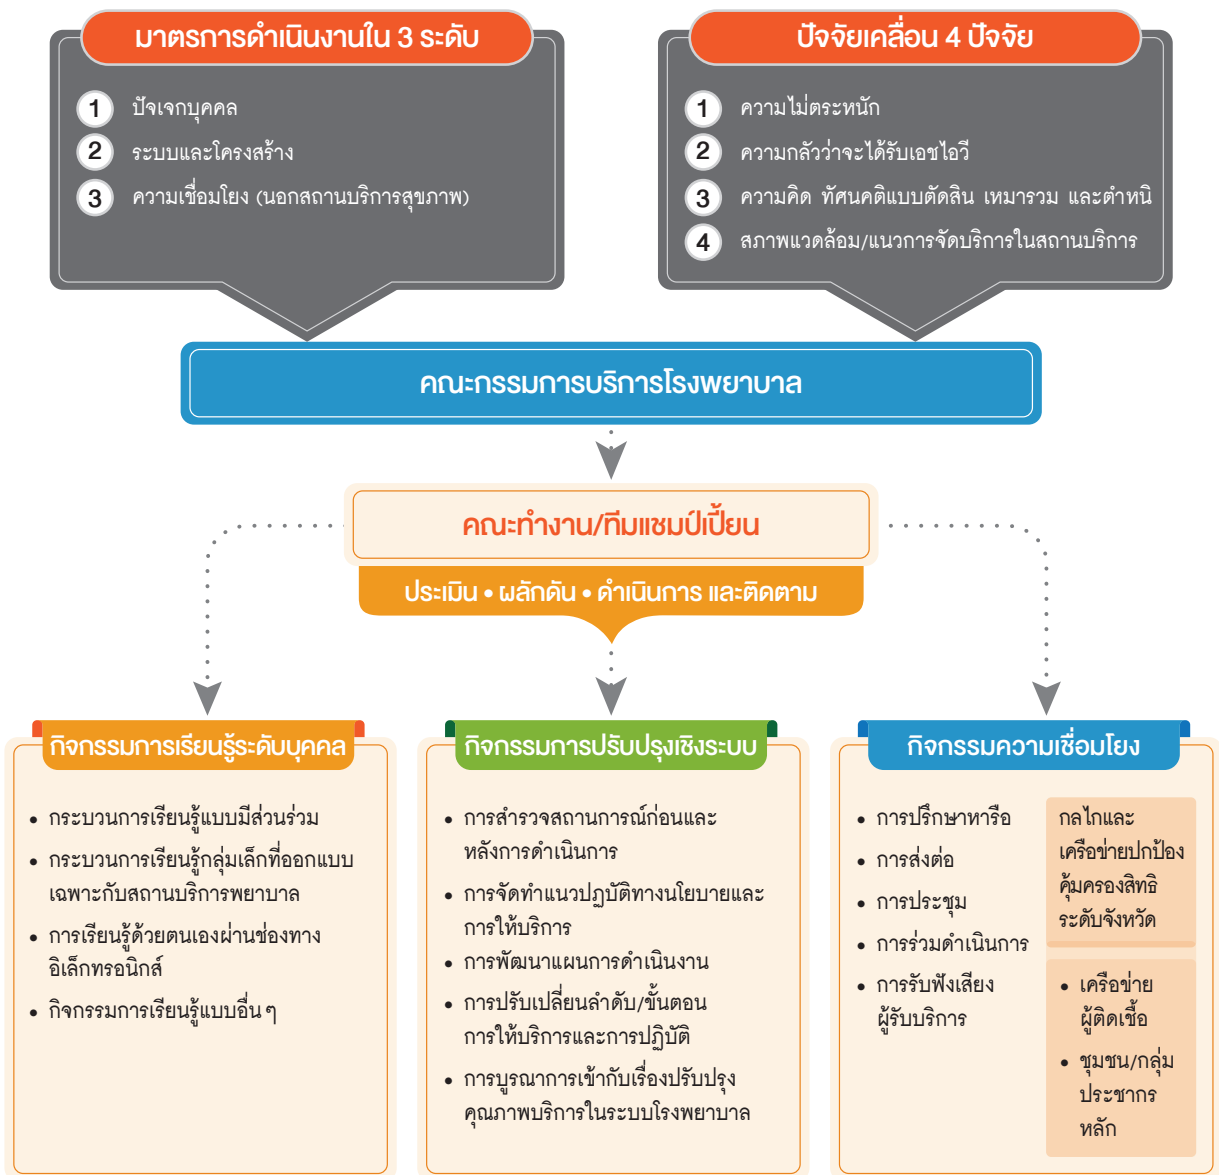 มาตรการดำเนินงานใน 3 ระดับ
1 ปัจเจกบุคคล
2 ระบบและโครงสร้าง
3 ความเชื่อมโยง (นอกสถานบริการสุขภาพ)
ปัจจัยเคลื่อน 4 ปัจจัย
1 ความไม่ตระหนัก
2 ความกลัวว่าจะได้รับเอชไอวี
3 ความคิด ทัศนคติแบบตัดสิน เหมารวม และตำหนิ
4 สภาพแวดล้อม/แนวการจัดบริการในสถานบริการ
คณะกรรมการบริการโรงพยาบาล
คณะทำงาน/ทีมแชมป์เปี้ยน
ประเมิน • ผลักดัน • ดำเนินการ และติดตาม
กิจกรรมการเรียนรู้ระดับบุคคล
• กระบวนการเรียนรู้แบบมีส่วนร่วม
• กระบวนการเรียนรู้กลุ่มเล็กที่ออกแบบ
เฉพาะกับสถานบริการพยาบาล
• การเรียนรู้ด้วยตนเองผ่านช่องทาง
อิเล็กทรอนิกส์
• กิจกรรมการเรียนรู้แบบอื่น ๆ
กิจกรรมการปรับปรุงเชิงระบบ
• การสำรวจสถานการณ์ก่อนและ
หลังการดำเนินการ
• การจัดทำแนวปฏบัติทางนโยบายและ
การให้บริการ
• การพัฒนาแผนการดำเนินงาน
• การปรับเปลี่ยนลำดับ/ขั้นตอน
การให้บริการและการปฏิบัติ
• การบูรณาการเข้ากับเรื่องปรับปรุง
คุณภาพบริการในระบบโรงพยาบาล
กิจกรรมความเชื่อมโยง
• การปรึกษาหารือ
• การส่งต่อ
• การประชุม
• การร่วมดำเนินการ
• การรับฟังเสียง
ผู้รับบริการ
กลไกและ
เครือข่ายปกป้อง
คุ้มครองสิทธิ
ระดับจังหวัด
• เครือข่าย
ผู้ติดเชื้อ
• ชุมชน/กลุ่ม
ประชากร
หลัก